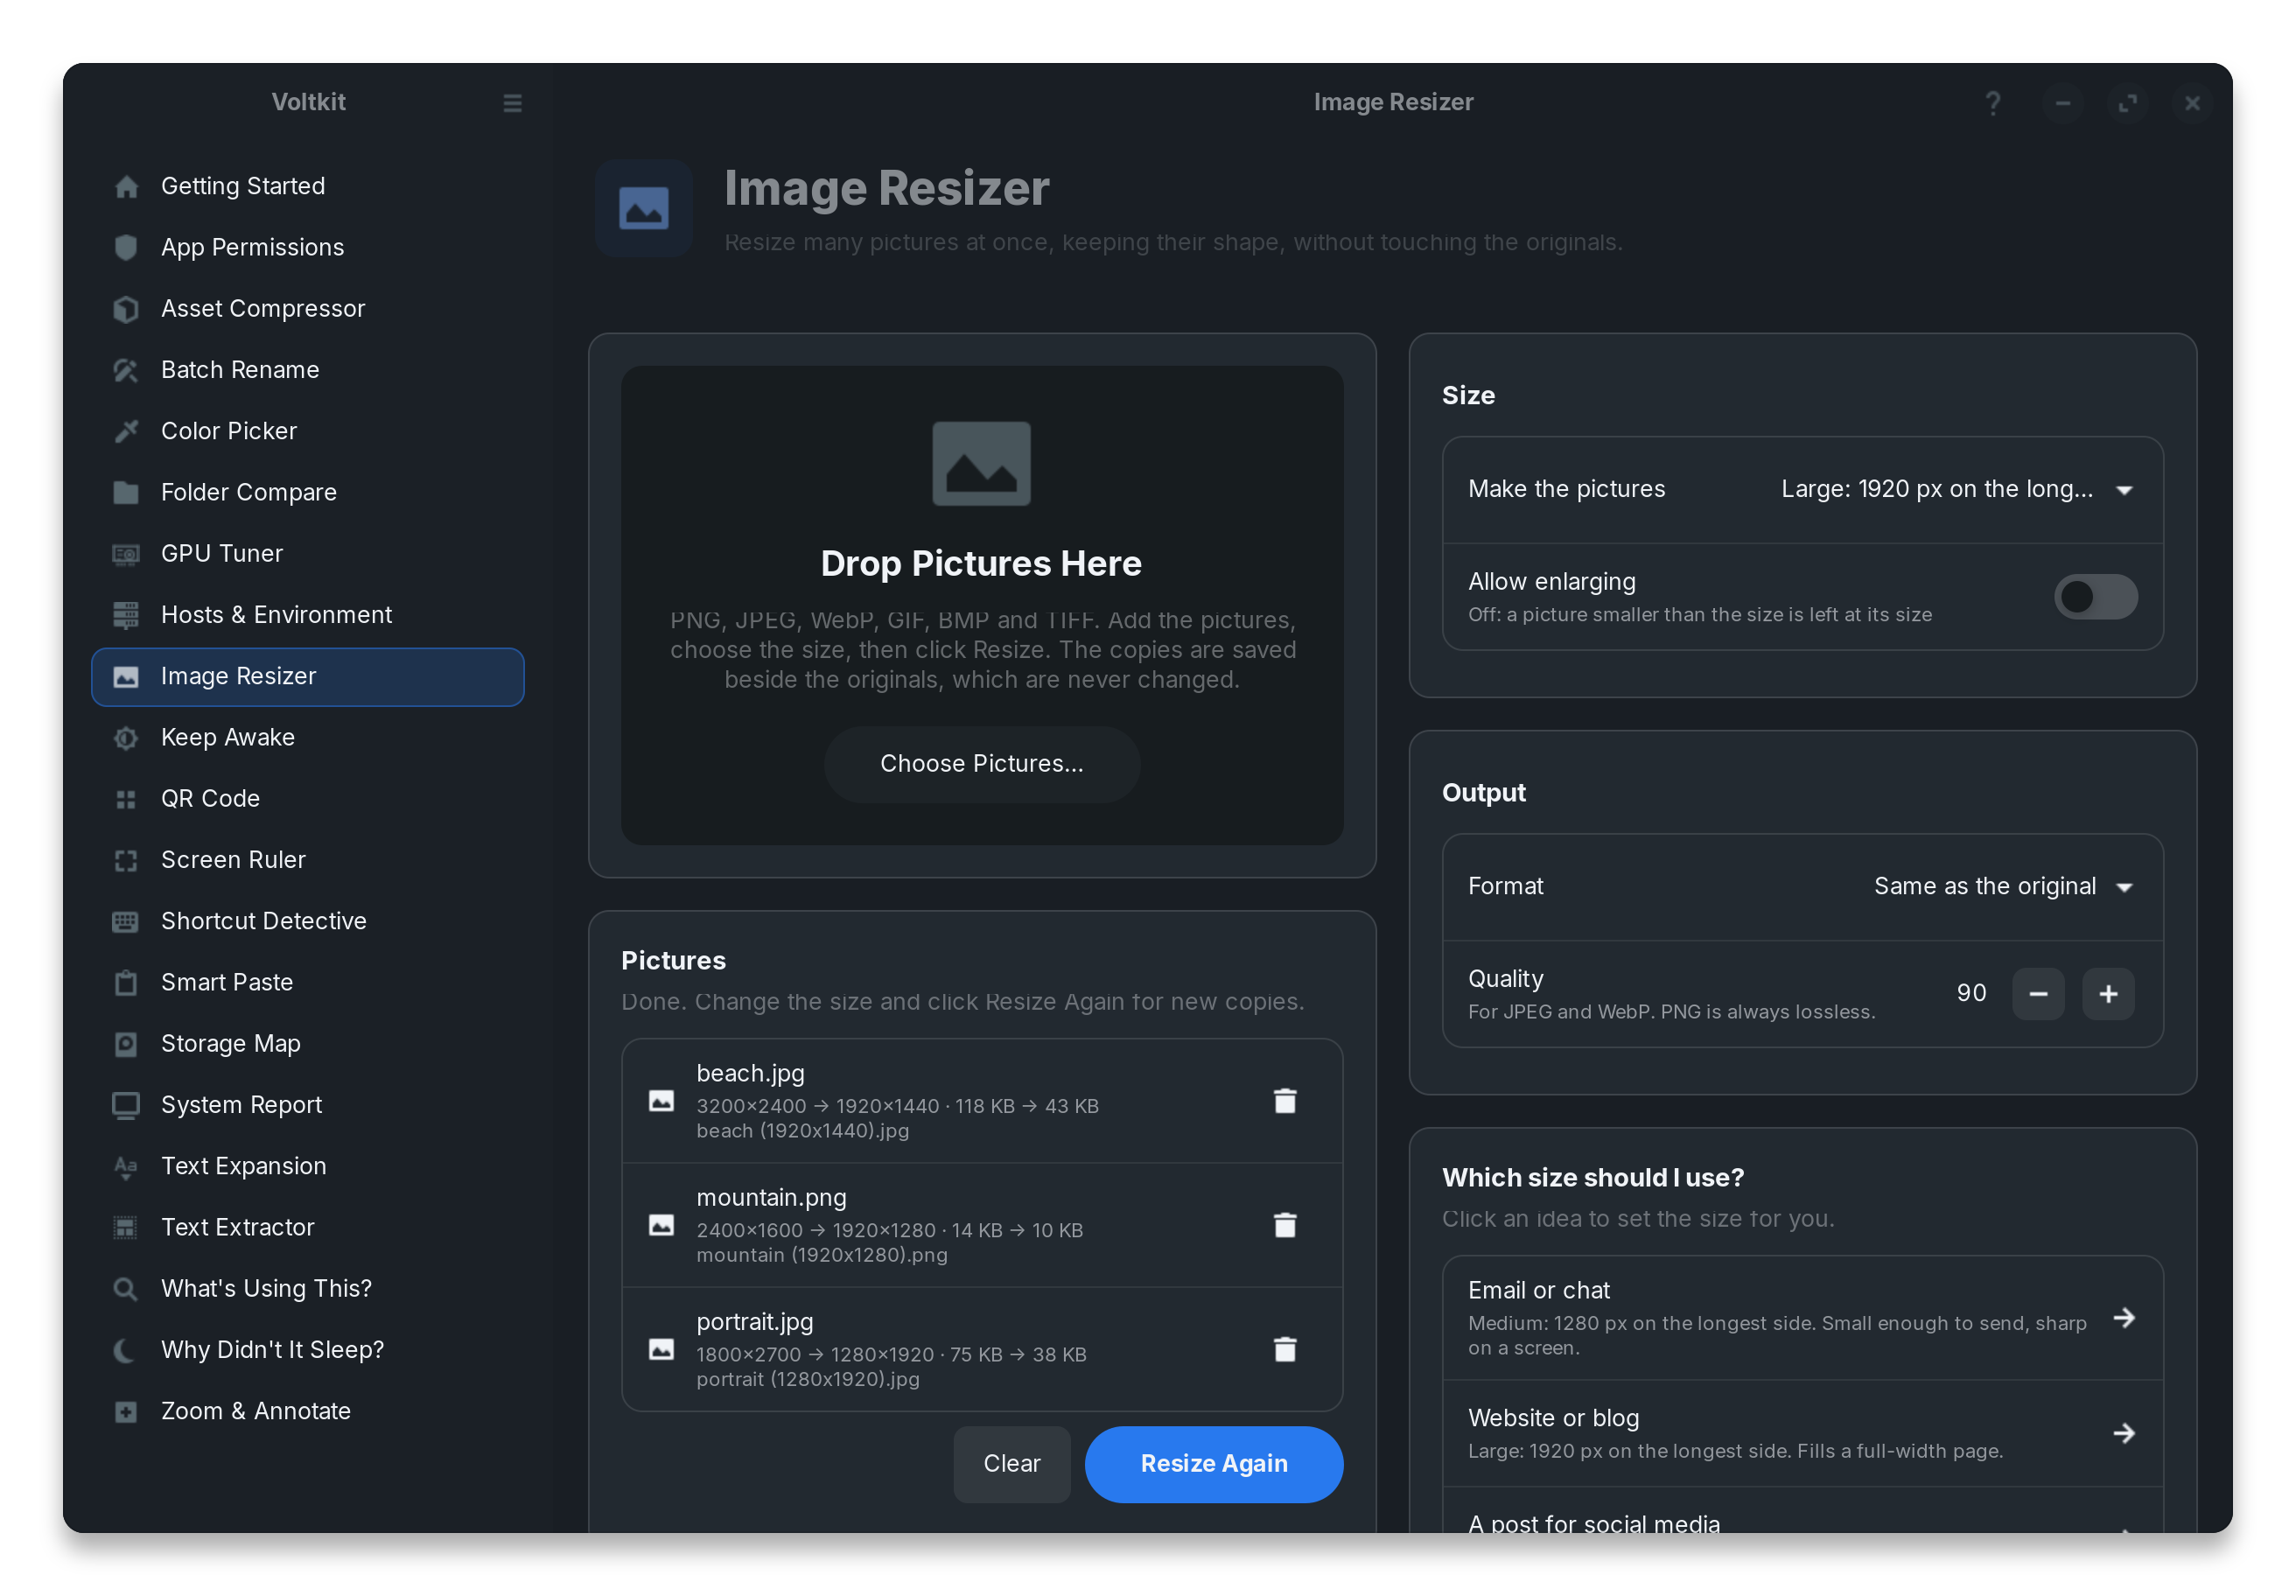 Voltkit
Image Resizer
?
Getting Started
App Permissions
Asset Compressor
Batch Rename
Color Picker
Folder Compare
GPU Tuner
Hosts & Environment
Image Resizer
Keep Awake
QR Code
Screen Ruler
Shortcut Detective
Smart Paste
Storage Map
System Report
Text Expansion
Text Extractor
What's Using This?
Why Didn't It Sleep?
Zoom & Annotate
Image Resizer
Resize many pictures at once, keeping their shape, without touching the originals.
Drop Pictures Here
PNG, JPEG, WebP, GIF, BMP and TIFF. Add the pictures,
choose the size, then click Resize. The copies are saved
beside the originals, which are never changed.
Choose Pictures...
Pictures
Done. Change the size and click Resize Again for new copies.
beach.jpg
3200×2400 → 1920×1440 · 118 KB → 43 KB
beach (1920x1440).jpg
mountain.png
2400×1600 → 1920×1280 · 14 KB → 10 KB
mountain (1920x1280).png
portrait.jpg
1800×2700 → 1280×1920 · 75 KB → 38 KB
portrait (1280x1920).jpg
Clear
Resize Again
Size
Make the pictures
Large: 1920 px on the long...
Allow enlarging
Off: a picture smaller than the size is left at its size
Output
Format
Same as the original
Quality
For JPEG and WebP. PNG is always lossless.
90
Which size should I use?
Click an idea to set the size for you.
Email or chat
Medium: 1280 px on the longest side. Small enough to send, sharp
on a screen.
Website or blog
Large: 1920 px on the longest side. Fills a full-width page.
A post for social media